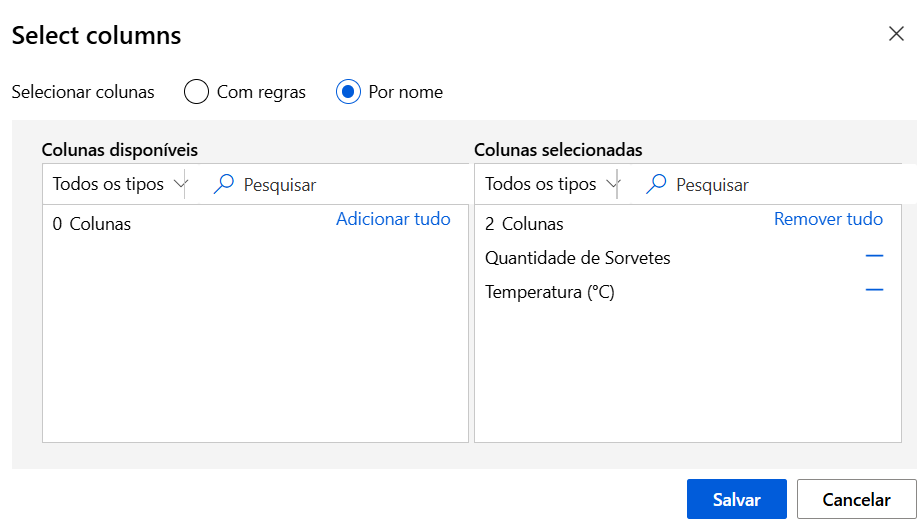 Select columns
Selecionar colunas Com regras Por nome
Colunas disponíveis
Todos os tipos Pesquisar
0 Colunas Adicionar tudo
Colunas selecionadas
Todos os tipos Pesquisar
2 Colunas Remover tudo
Quantidade de Sorvetes
Temperatura (°C)
Salvar Cancelar